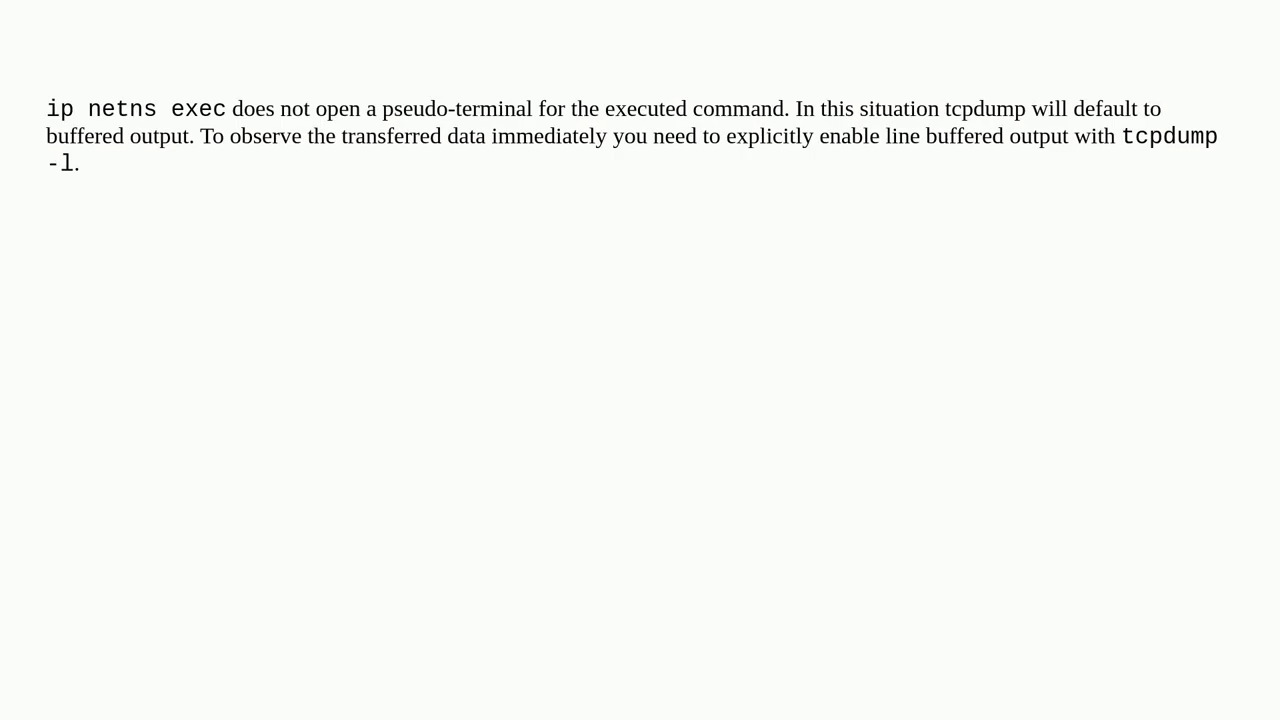 ip netns exec does not open a pseudo-terminal for the executed command. In this situation tcpdump will default to
buffered output. To observe the transferred data immediately you need to explicitly enable line buffered output with tcpdump
-l.